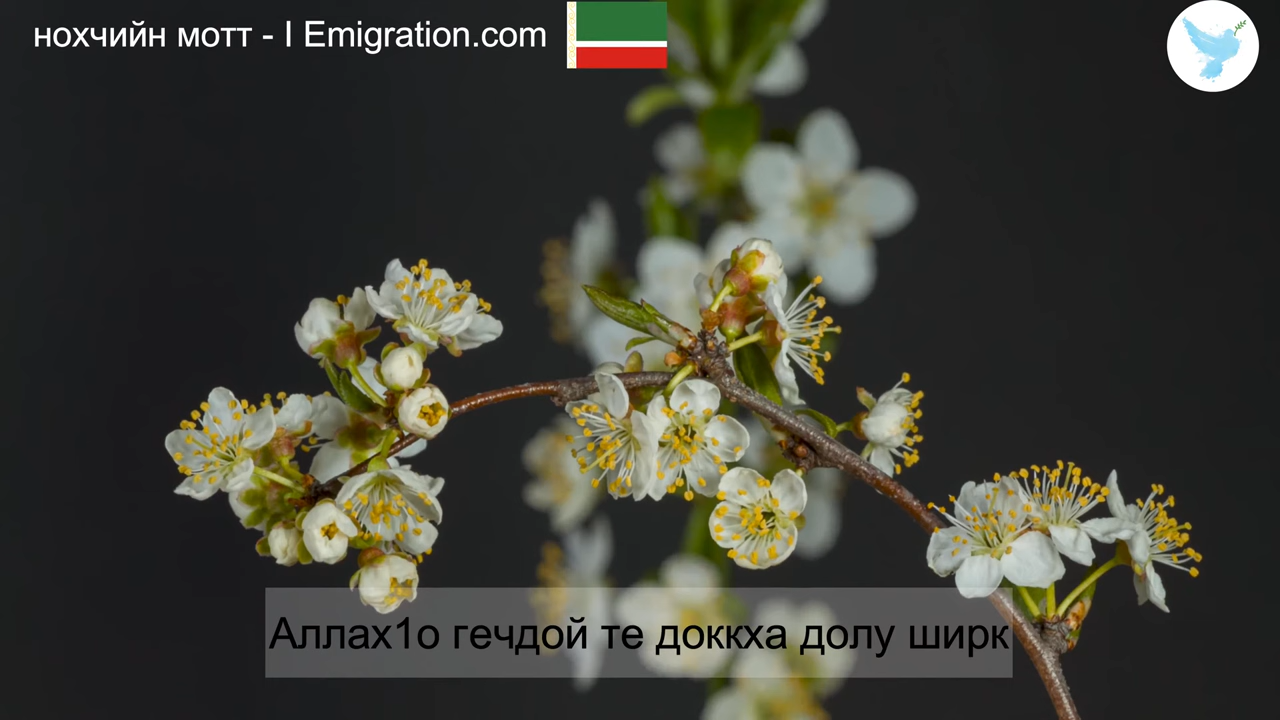 нохчийн мотт - I Emigration.com
Аллах1о гечдой те доккха долу ширк